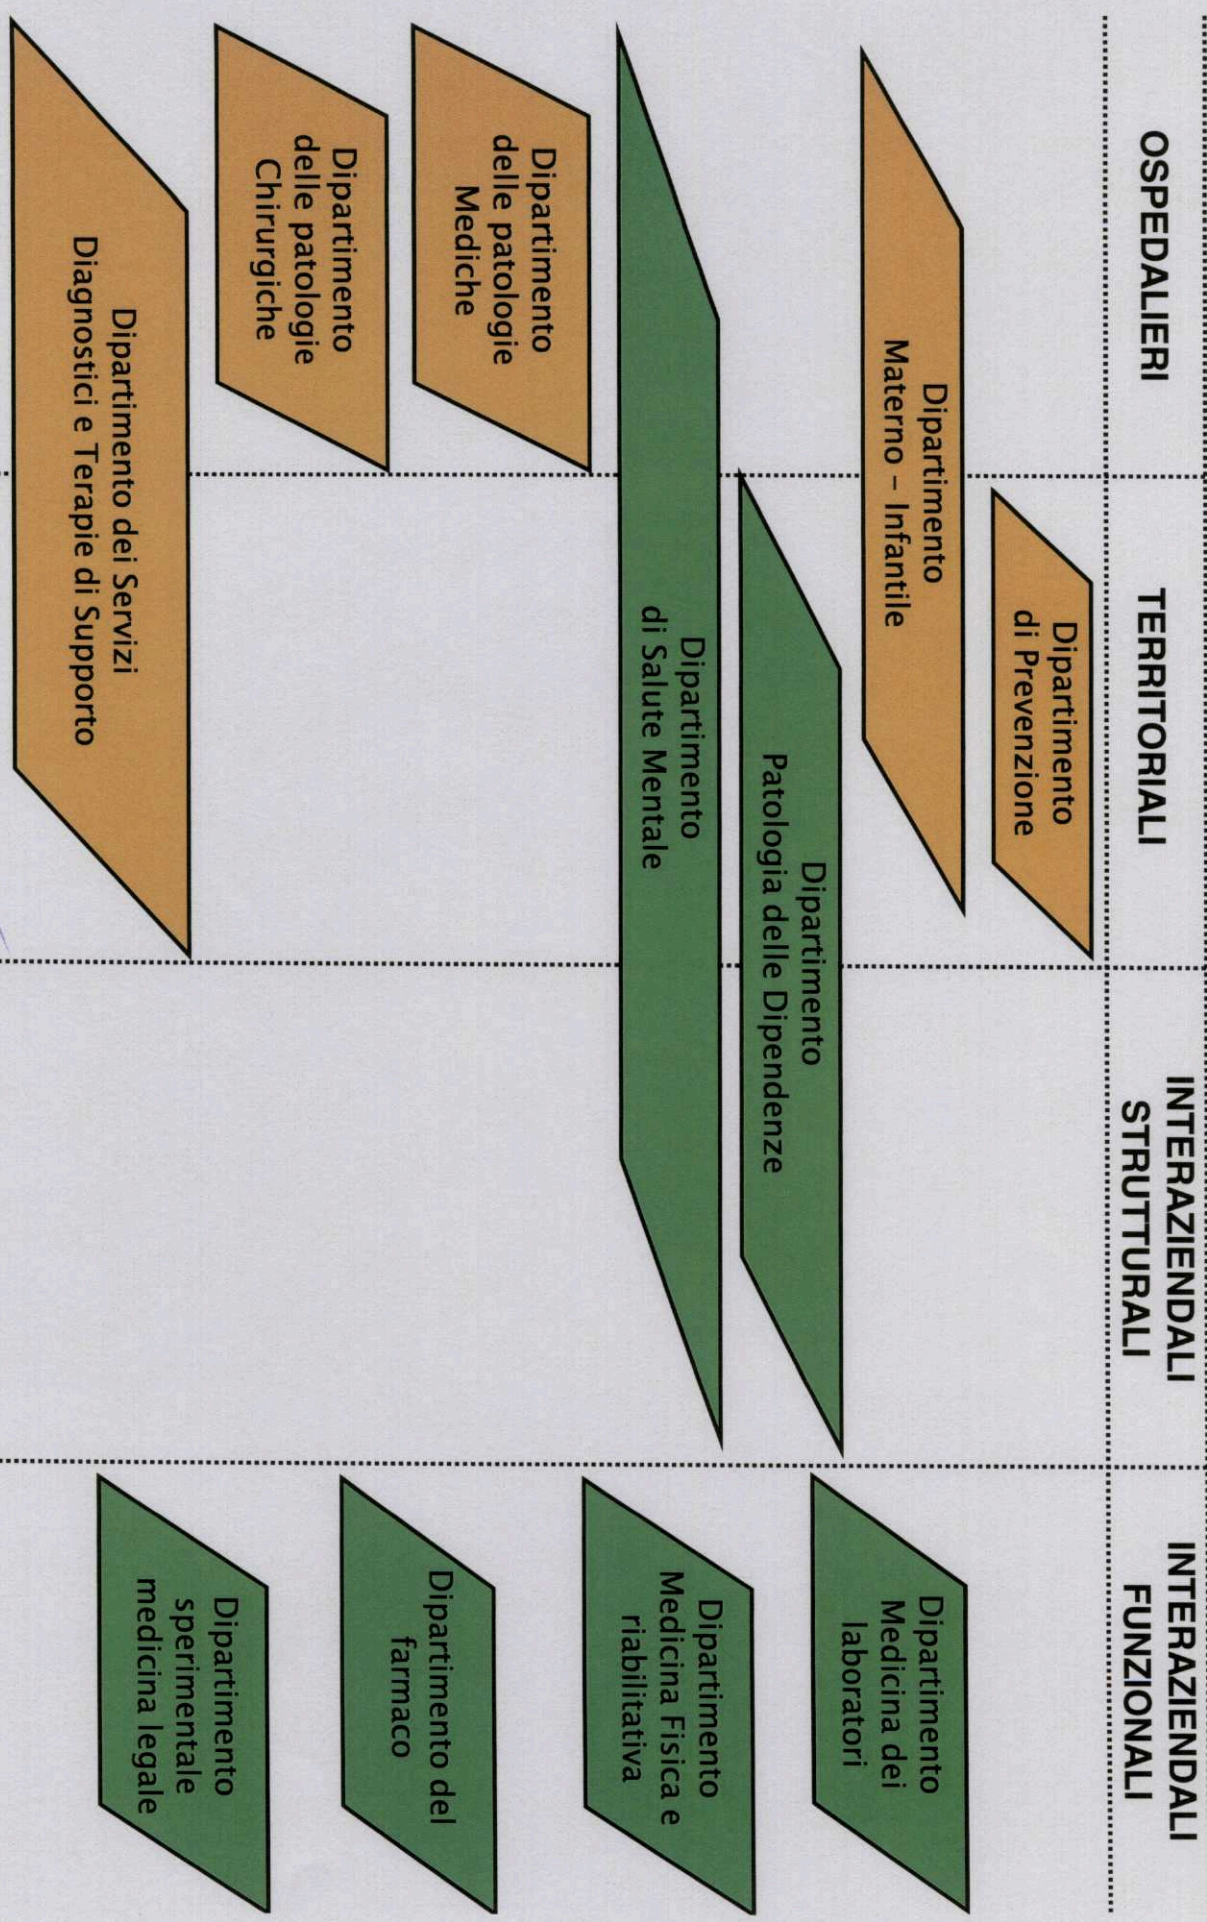 OSPEDALIERI
TERRITORIALI
INTERAZIENDALI
STRUTTURALI
INTERAZIENDALI
FUNZIONALI
Dipartimento
di Prevenzione
Dipartimento
Materno – Infantile
Dipartimento
Patologia delle Dipendenze
Dipartimento
di Salute Mentale
Dipartimento
delle patologie
Mediche
Dipartimento
delle patologie
Chirurgiche
Dipartimento dei Servizi
Diagnostici e Terapie di Supporto
Dipartimento
Medicina dei
laboratori
Dipartimento
Medicina Fisica e
riabilitativa
Dipartimento del
farmaco
Dipartimento
sperimentale
medicina legale